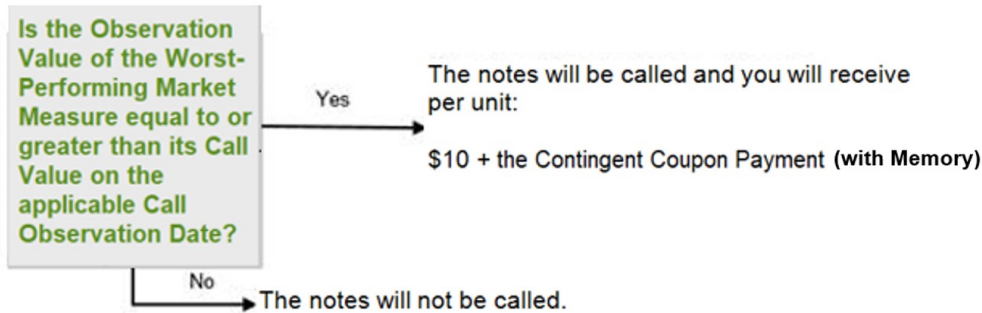 Is the Observation
Value of the Worst-
Performing Market
Measure equal to or
greater than its Call
Value on the
applicable Call
Observation Date?
Yes
The notes will be called and you will receive
per unit:
$10 + the Contingent Coupon Payment (with Memory)
No
The notes will not be called.